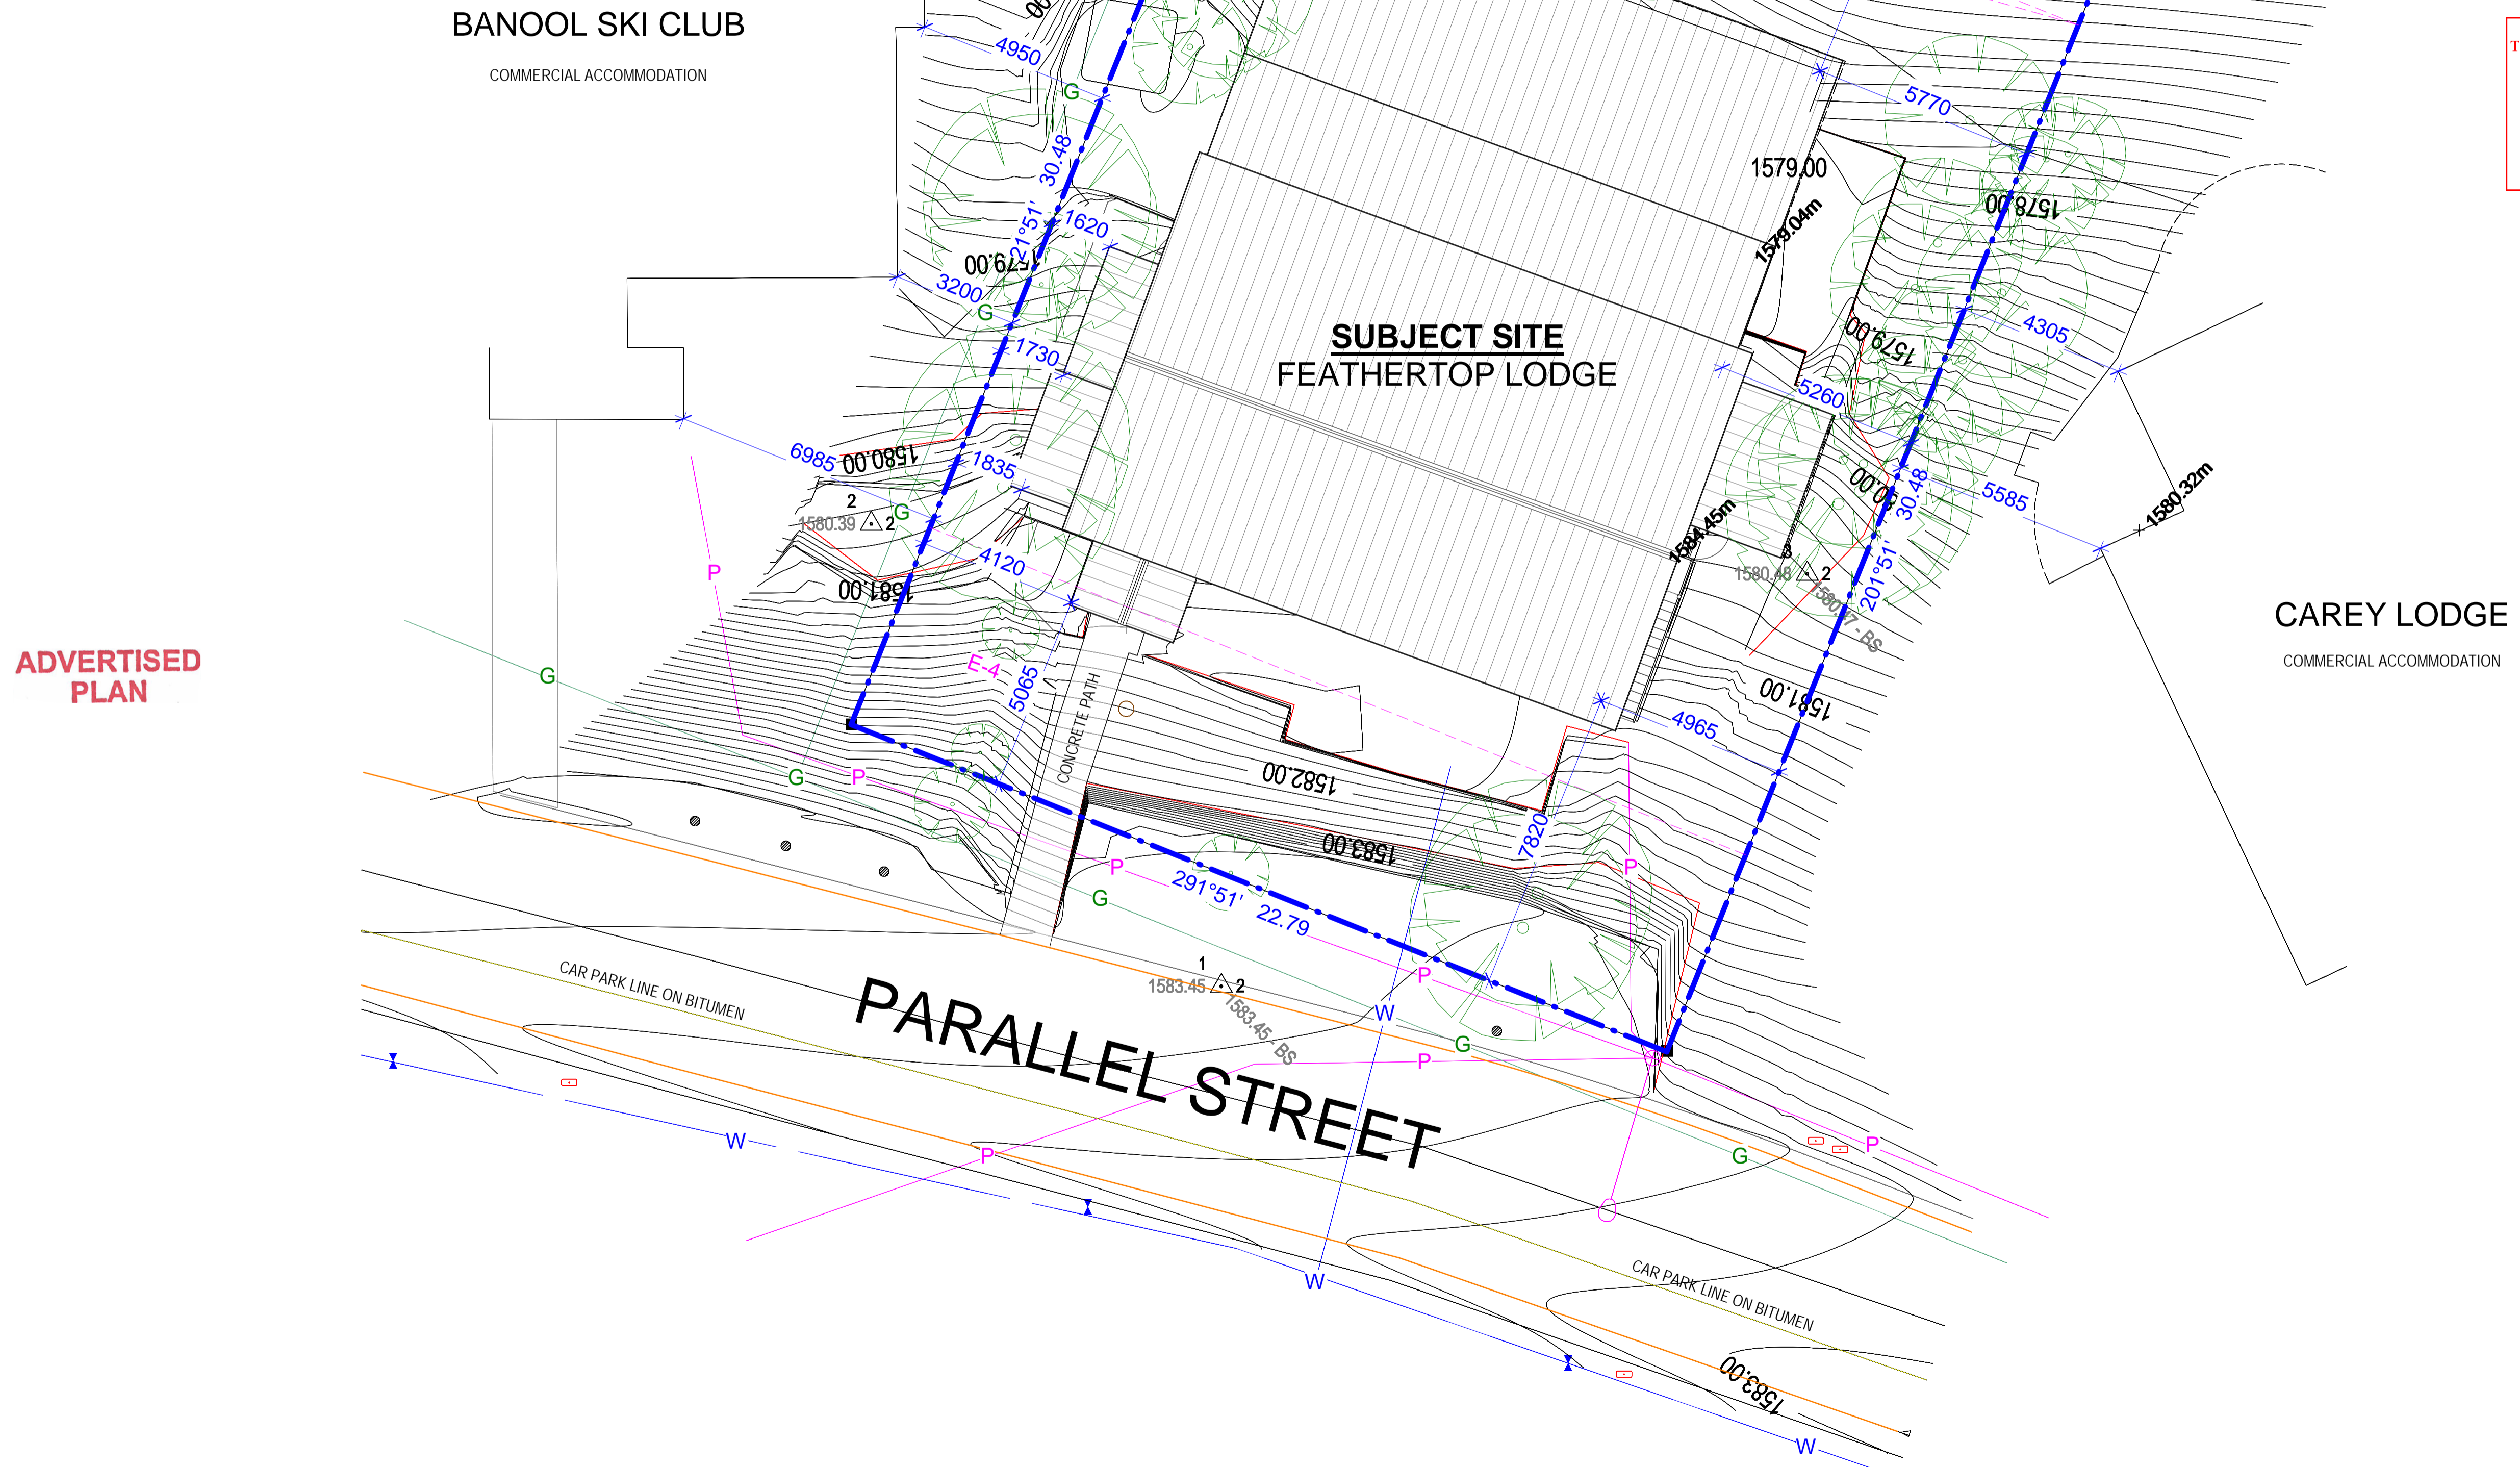 BANOOL SKI CLUB
COMMERCIAL ACCOMMODATION
4950
G
30.48
21°51'
1620
1579.00
3200
G
1730
5770
1579.00
1579.04m
1578.00
4305
1579.00
SUBJECT SITE
FEATHERTOP LODGE
5260
6985
1580.00
1835
2
1580.39
2
G
P
4120
1581.00
30.48
5585
1580.32m
1584.45m
3
1580.48
2
201°51'
CAREY LODGE
COMMERCIAL ACCOMMODATION
ADVERTISED
PLAN
G
E-4
5065
CONCRETE PATH
1581.00
4965
G
P
1582.00
1583.00
7820
P
P
G
291°51'
22.79
P
1
1583.45
2
1583.45 - BS
W
G
P
CAR PARK LINE ON BITUMEN
PARALLEL STREET
W
P
G
P
W
CAR PARK LINE ON BITUMEN
1583.00
W